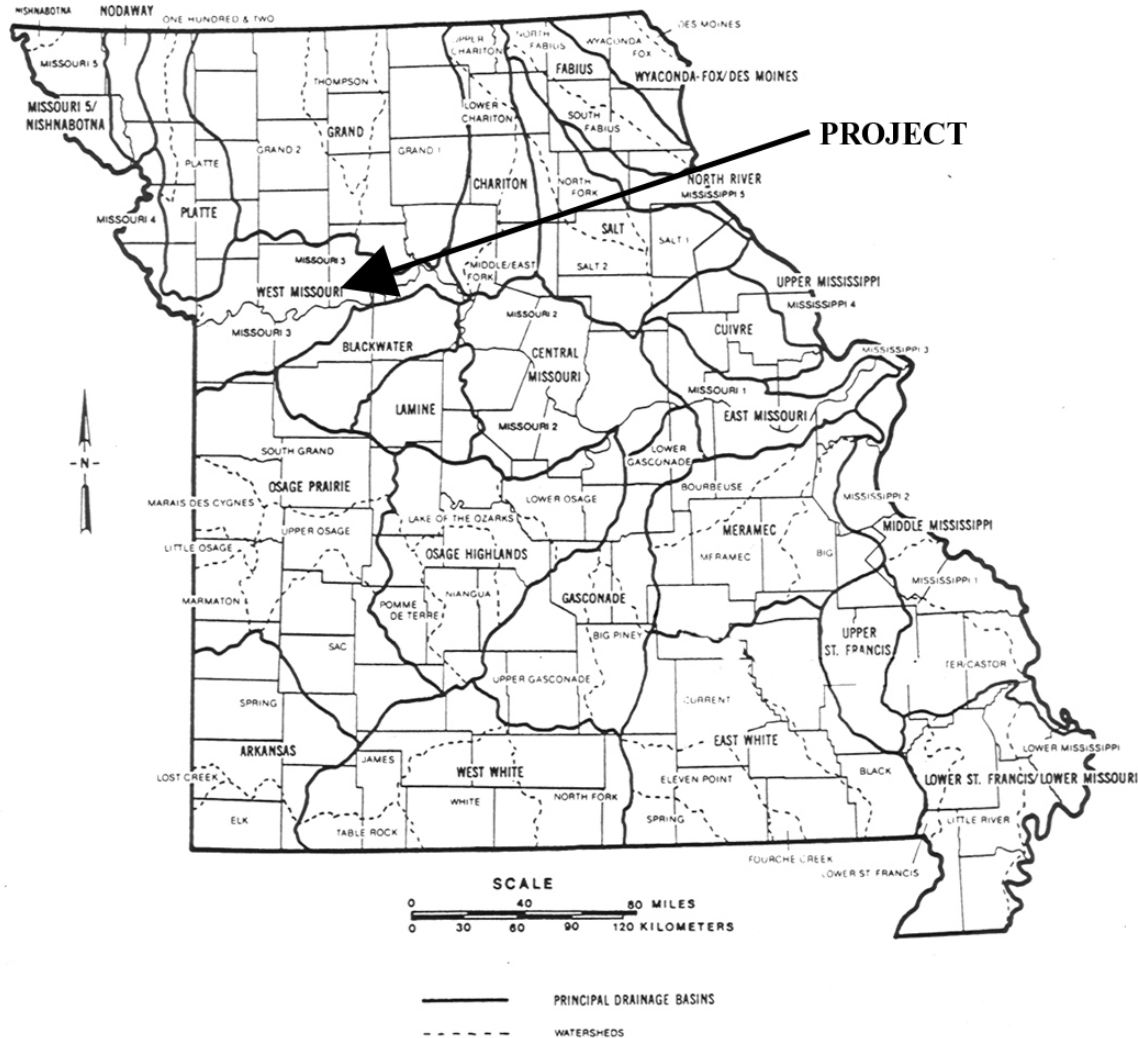 NISHNABOTNA
NODAWAY
ONE HUNDRED & TWO
MISSOURI 5
MISSOURI 5/
NISHNABOTNA
PLATTE
PLATTE
MISSOURI 4
THOMPSON
GRAND
GRAND 2
GRAND 1
UPPER
CHARITON
LOWER
CHARITON
CHARITON
NORTH
FABIUS
FABIUS
WYACONDA
FOX
DES MOINES
WYACONDA-FOX/DES MOINES
SOUTH
FABIUS
PROJECT
NORTH
FORK
NORTH RIVER
MISSISSIPPI 5
SALT
SALT 1
SALT 2
MISSOURI 3
WEST MISSOURI
MIDDLE/EAST
FORK
MISSOURI 3
UPPER MISSISSIPPI
MISSISSIPPI 4
MISSOURI 2
CUIVRE
BLACKWATER
CENTRAL
MISSOURI
MISSISSIPPI 3
MISSOURI 1
EAST MISSOURI
LAMINE
MISSOURI 2
LOWER
GASCONADE
-N-
SOUTH GRAND
OSAGE PRAIRIE
BOURBEUSE
MARAIS DES CYGNES
LOWER OSAGE
MISSISSIPPI 2
LAKE OF THE OZARKS
UPPER OSAGE
MERAMEC
MIDDLE MISSISSIPPI
LITTLE OSAGE
OSAGE HIGHLANDS
MERAMEC
BIG
MISSISSIPPI 1
MARMATON
POMME
DE TERRE
NIANGUA
GASCONADE
BIG PINEY
UPPER
ST. FRANCIS
SAC
TER/CASTOR
UPPER GASCONADE
SPRING
CURRENT
ARKANSAS
JAMES
WEST WHITE
EAST WHITE
LOWER MISSISSIPPI
LOST CREEK
ELEVEN POINT
BLACK
LOWER ST. FRANCIS/LOWER MISSOURI
WHITE
NORTH FORK
ELK
TABLE ROCK
SPRING
LITTLE RIVER
FOURCHE CREEK
LOWER ST. FRANCIS
SCALE
0 40 80 MILES
0 30 60 90 120 KILOMETERS
PRINCIPAL DRAINAGE BASINS
WATERSHEDS